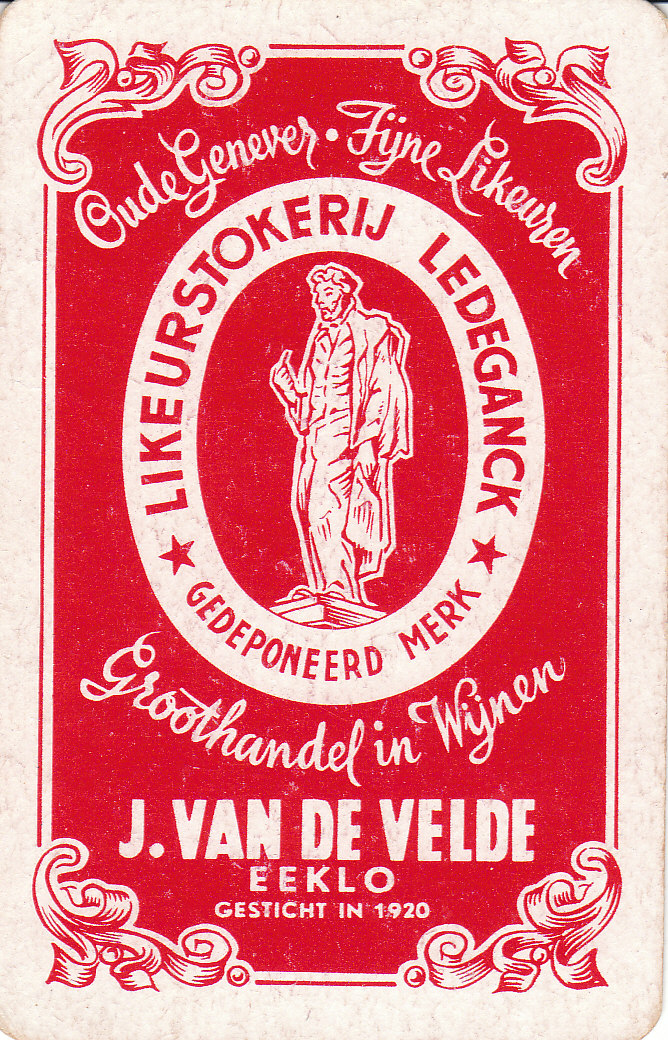 Oude Genever • Fijne Likeuren
LIKEURSTOKERIJ LEDEGANCK
★ GEDEPONEERD MERK ★
Groothandel in Wijnen
J. VAN DE VELDE
EEKLO
GESTICHT IN 1920